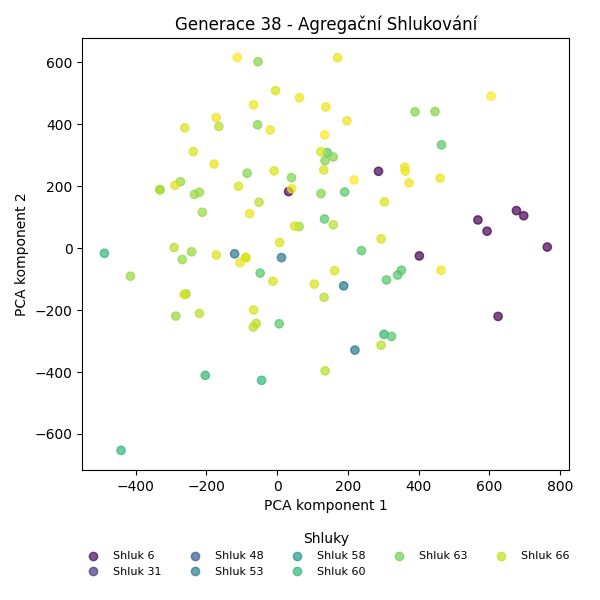 Generace 38 - Agregační Shlukování
PCA komponent 2
600
400
200
0
−200
−400
−600
−400
−200
0
200
400
600
800
PCA komponent 1
Shluky
Shluk 6
Shluk 48
Shluk 58
Shluk 63
Shluk 66
Shluk 31
Shluk 53
Shluk 60